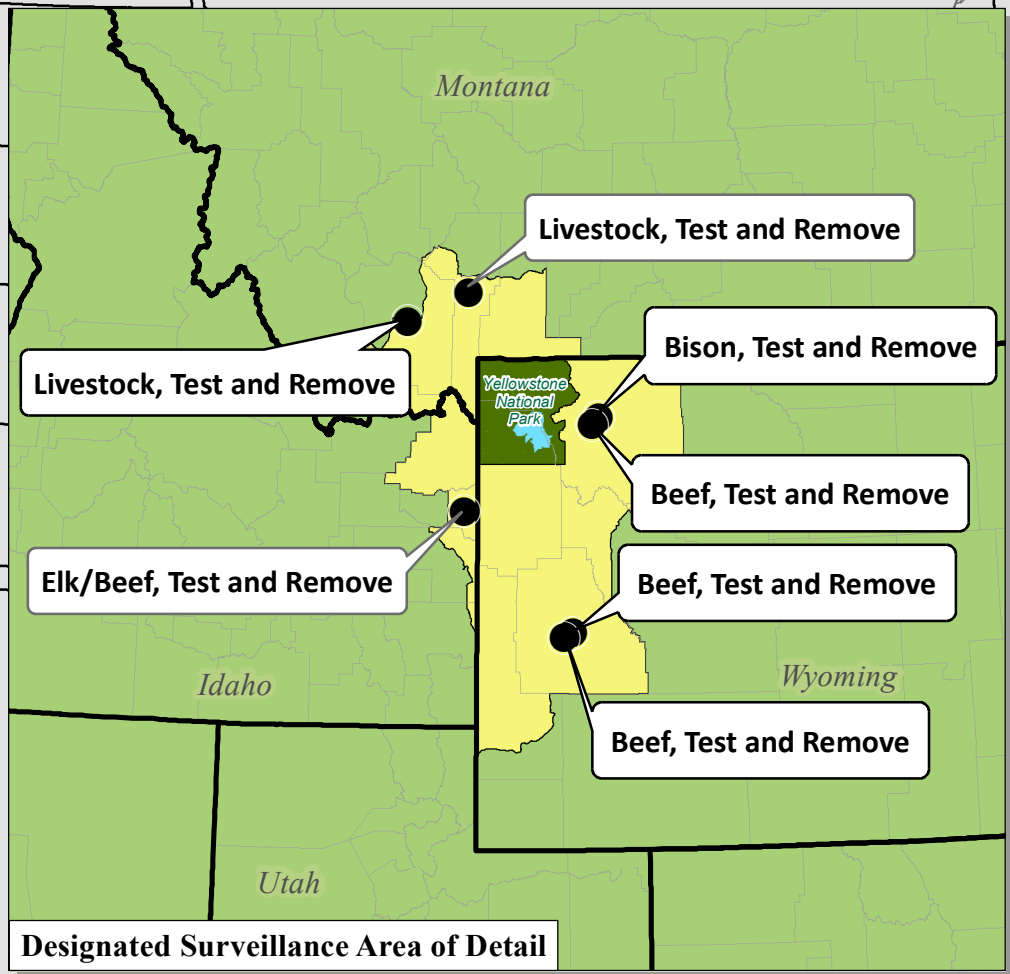 Montana
Livestock, Test and Remove
Bison, Test and Remove
Livestock, Test and Remove
Yellowstone
National
Park
Beef, Test and Remove
Elk/Beef, Test and Remove
Beef, Test and Remove
Idaho
Wyoming
Beef, Test and Remove
Utah
Designated Surveillance Area of Detail